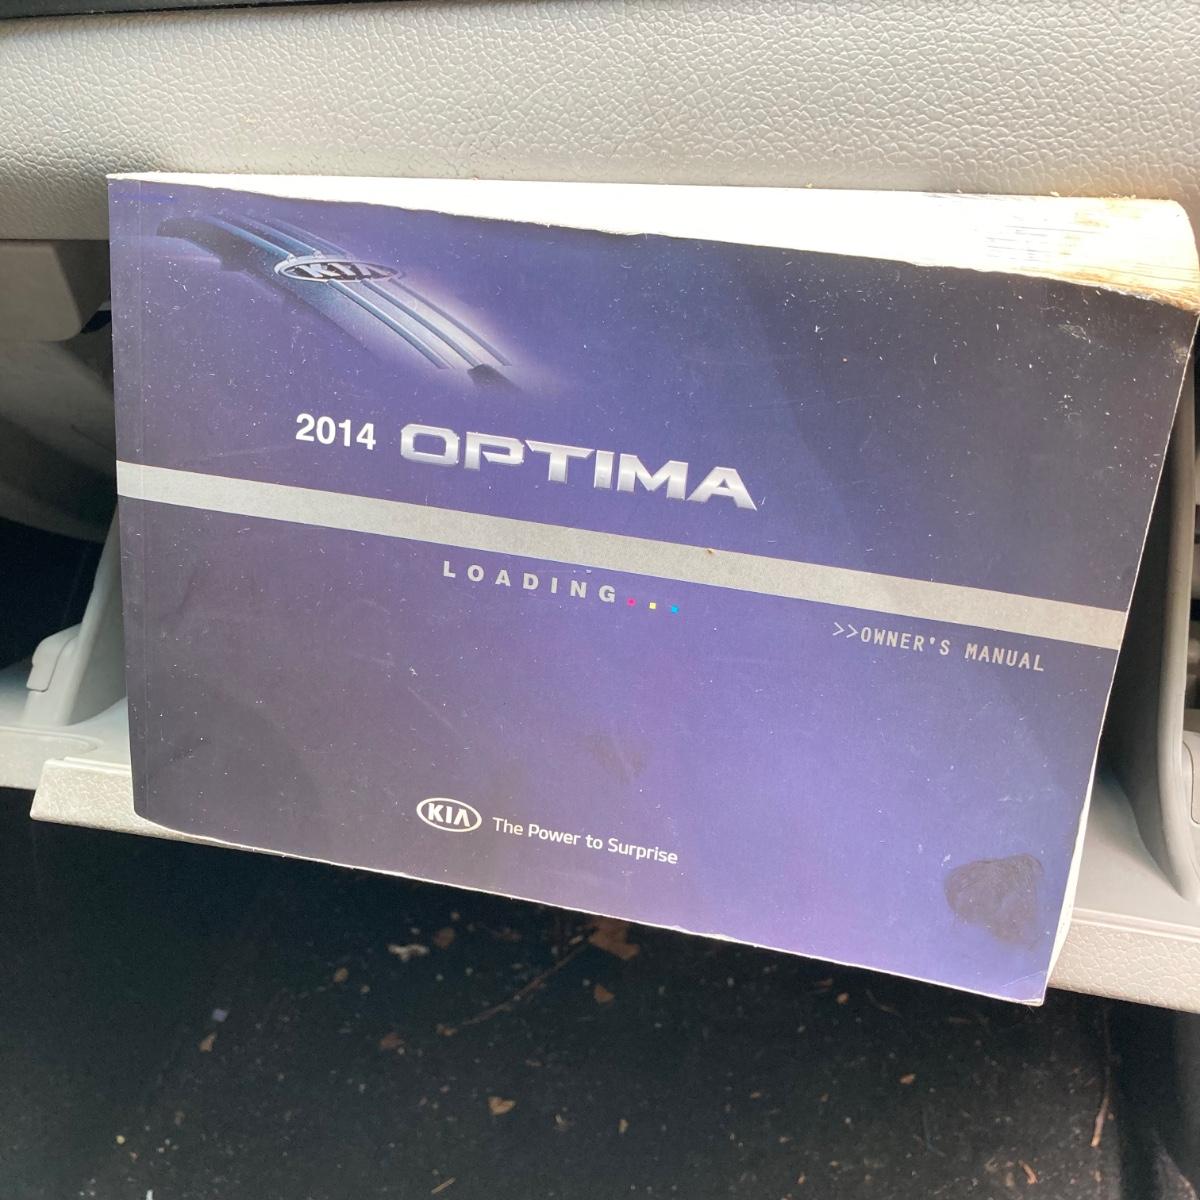 KIA
2014 OPTIMA
LOADING...
>>OWNER'S MANUAL
KIA The Power to Surprise